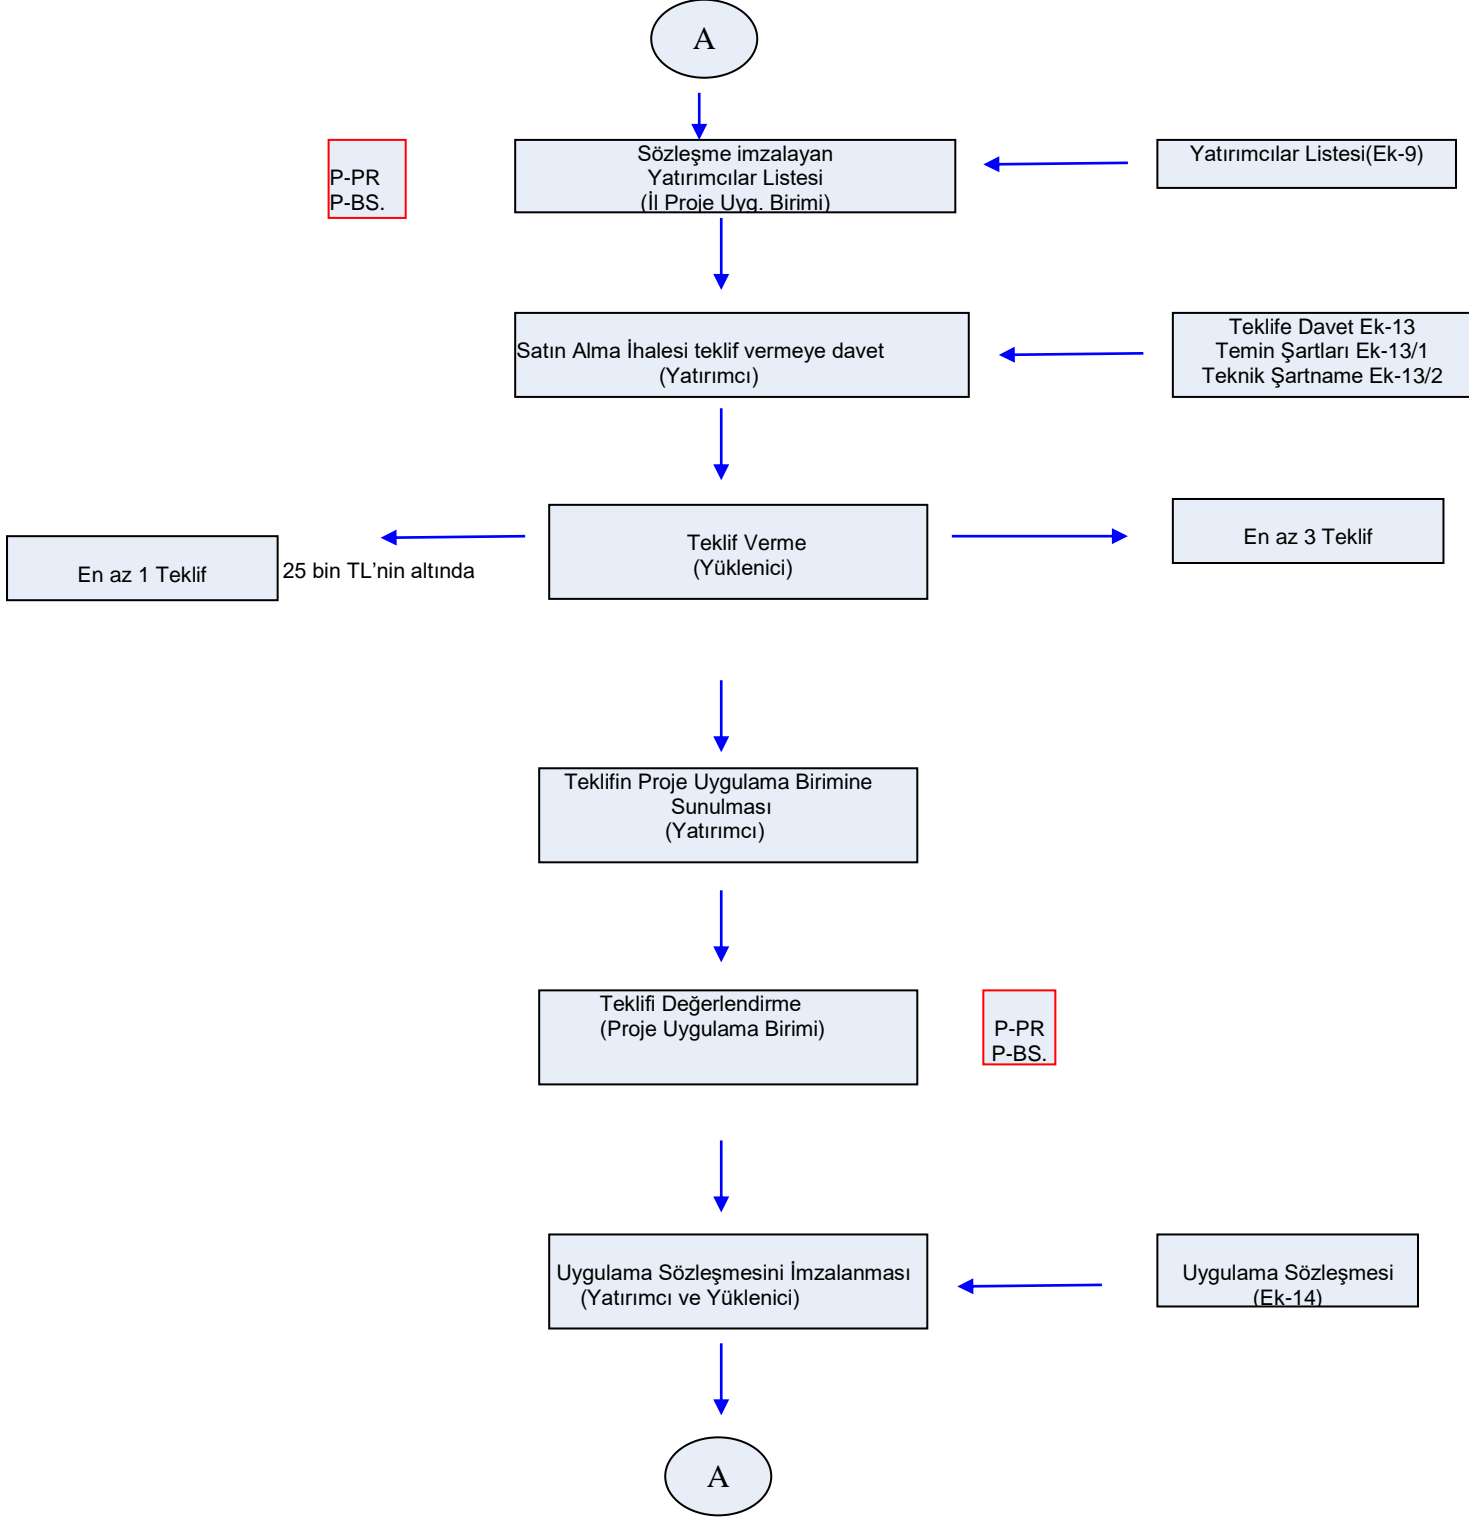 A
P-PR
P-BS.
Sözleşme imzalayan
Yatırımcılar Listesi
(İl Proje Uyg. Birimi)
Yatırımcılar Listesi(Ek-9)
Satın Alma İhalesi teklif vermeye davet
(Yatırımcı)
Teklife Davet Ek-13
Temin Şartları Ek-13/1
Teknik Şartname Ek-13/2
En az 1 Teklif
25 bin TL’nin altında
Teklif Verme
(Yüklenici)
En az 3 Teklif
Teklifin Proje Uygulama Birimine
Sunulması
(Yatırımcı)
Teklifi Değerlendirme
(Proje Uygulama Birimi)
P-PR
P-BS.
Uygulama Sözleşmesini İmzalanması
(Yatırımcı ve Yüklenici)
Uygulama Sözleşmesi
(Ek-14)
A